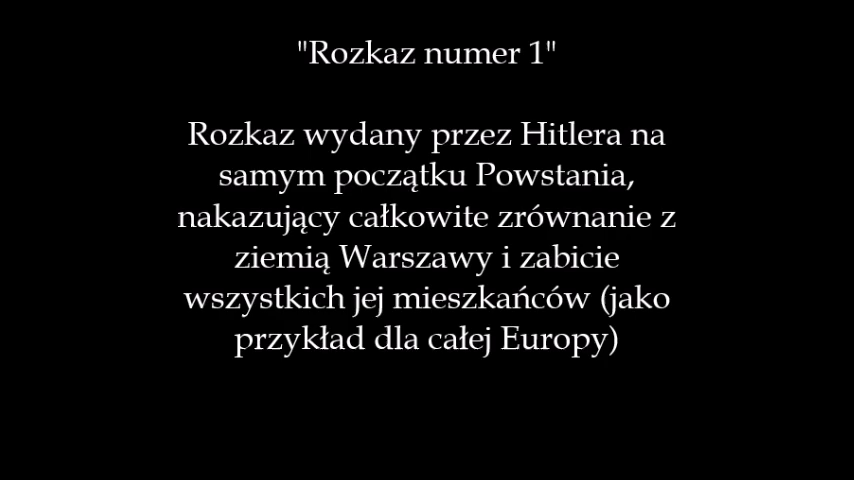 "Rozkaz numer 1"
Rozkaz wydany przez Hitlera na
samym początku Powstania,
nakazujący całkowite zrównanie z
ziemią Warszawy i zabicie
wszystkich jej mieszkańców (jako
przykład dla całej Europy)